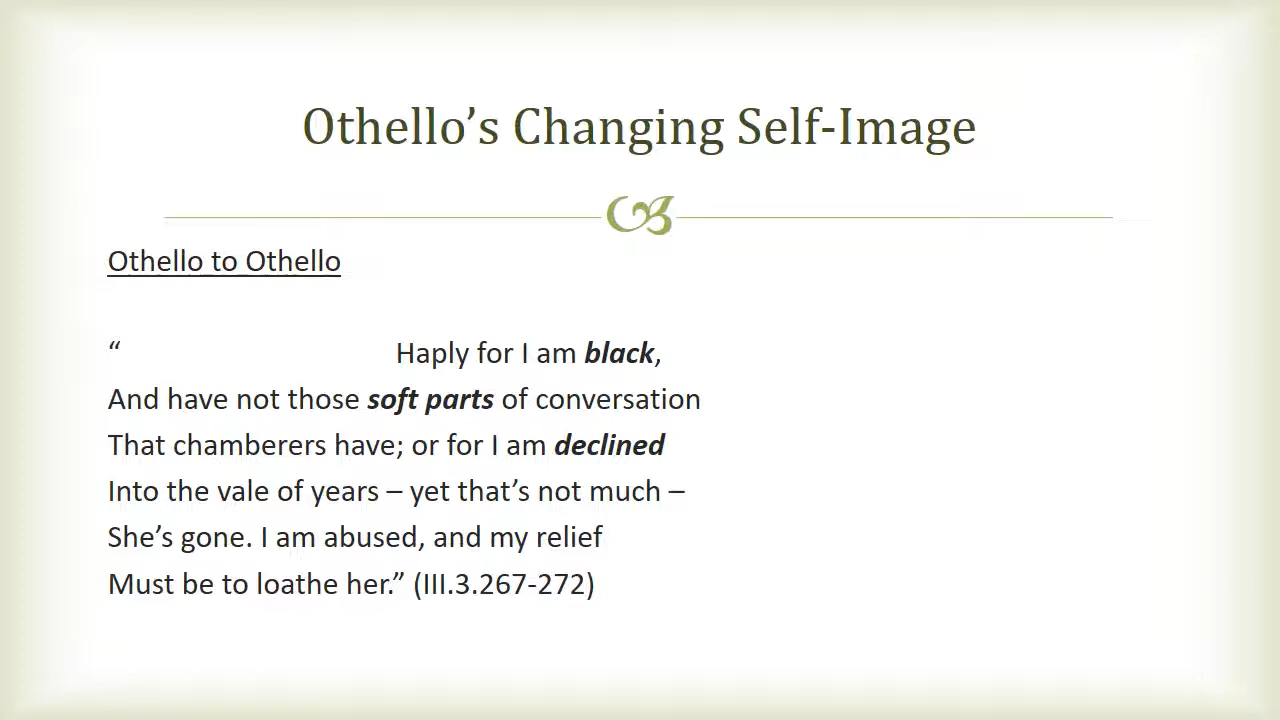 Othello’s Changing Self-Image
Othello to Othello
“ Haply for I am black,
And have not those soft parts of conversation
That chamberers have; or for I am declined
Into the vale of years – yet that’s not much –
She’s gone. I am abused, and my relief
Must be to loathe her.” (III.3.267-272)